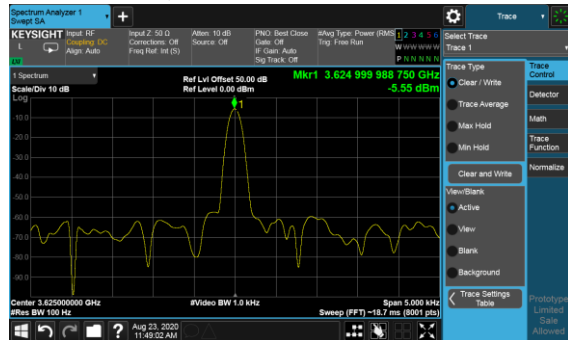 Spectrum Analyzer 1
Swept SA
+
Trace
KEYSIGHT
L
Input: RF
Coupling: DC
Align: Auto
Input Z: 50 Ω
Corrections: Off
Freq Ref: Int (S)
Atten: 10 dB
Source: Off
PNO: Best Close
Gate: Off
IF Gain: Auto
Sig Track: Off
#Avg Type: Power (RMS
Trig: Free Run
1 2 3 4 5 6
W W W W W W
P N N N N N
Select Trace
Trace 1
1 Spectrum
Scale/Div 10 dB
Log
Ref Lvl Offset 50.00 dB
Ref Level 0.00 dBm
Mkr1 3.624 999 988 750 GHz
-5.55 dBm
1
-10.0
-20.0
-30.0
-40.0
-50.0
-60.0
-70.0
-80.0
-90.0
Center 3.625000000 GHz
#Res BW 100 Hz
#Video BW 1.0 kHz
Span 5.000 kHz
Sweep (FFT) ~18.7 ms (8001 pts)
Trace Type
Clear / Write
Trace Average
Max Hold
Min Hold
Clear and Write
View/Blank
Active
View
Blank
Background
Trace Settings
Table
Trace
Control
Detector
Math
Trace
Function
Normalize
Prototype
Limited
Sale
Allowed
?
Aug 23, 2020
11:49:02 AM